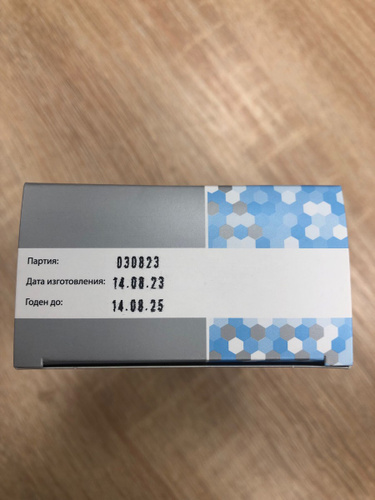 Партия: 030823
Дата изготовления: 14.08.23
Годен до: 14.08.25